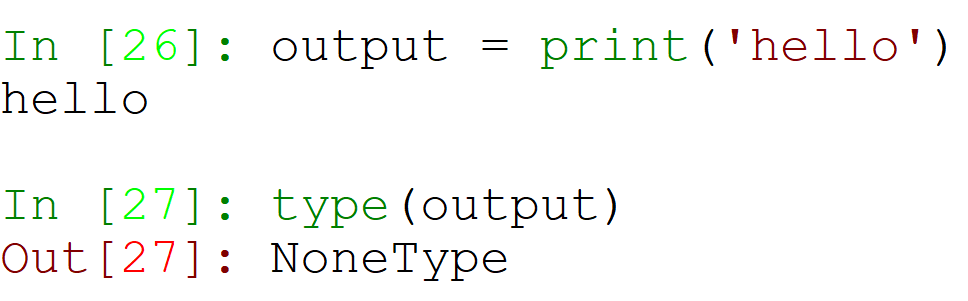 In [26]: output = print('hello')
hello
In [27]: type(output)
Out[27]: NoneType